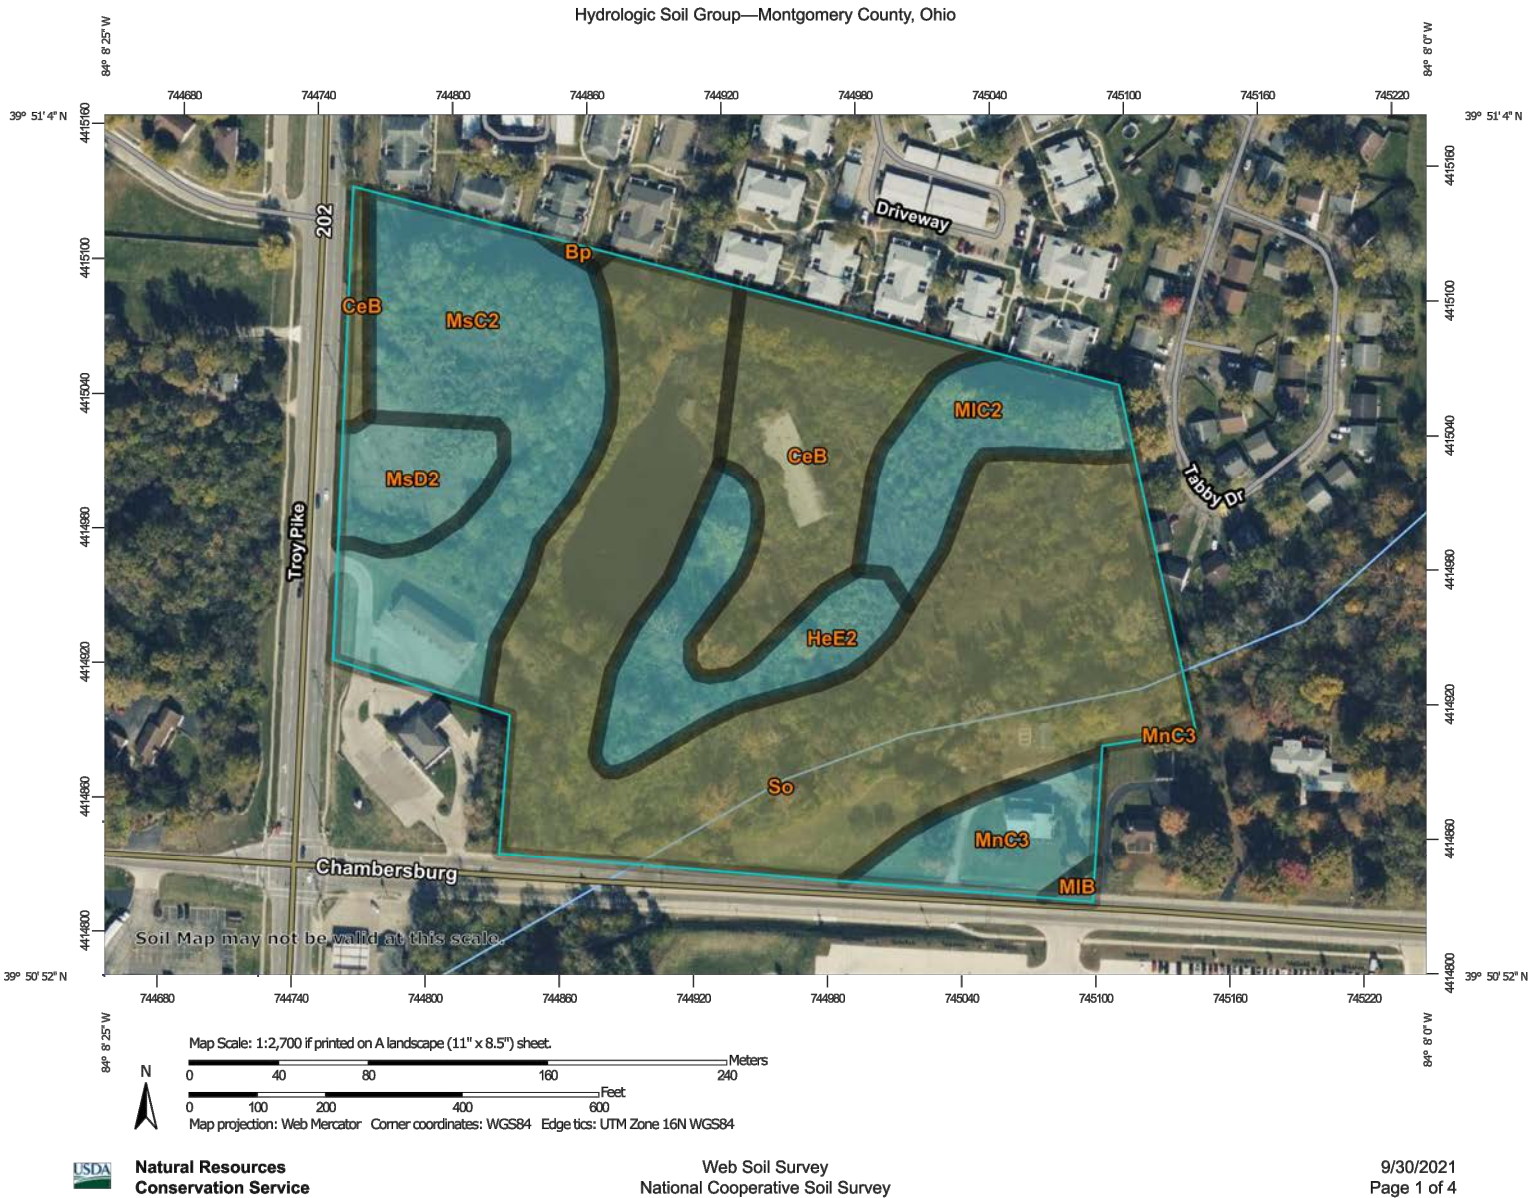 Hydrologic Soil Group—Montgomery County, Ohio
84° 8' 25" W
84° 8' 0" W
744680 744740 744800 744860 744920 744980 745040 745100 745160 745220
39° 51' 4" N
39° 51' 4" N
4415160
4415160
4415100
4415100
4415040
4415040
4414980
4414980
4414920
4414920
4414860
4414860
4414800
4414800
202
Driveway
Bp
CeB
MsC2
MlC2
CeB
MsD2
Tabby Dr
Troy Pike
HeE2
MnC3
So
MnC3
Chambersburg
MlB
Soil Map may not be valid at this scale.
39° 50' 52" N
39° 50' 52" N
744680 744740 744800 744860 744920 744980 745040 745100 745160 745220
84° 8' 25" W
84° 8' 0" W
Map Scale: 1:2,700 if printed on A landscape (11" x 8.5") sheet.
Meters
0 40 80 160 240
N
Feet
0 100 200 400 600
Map projection: Web Mercator Corner coordinates: WGS84 Edge tics: UTM Zone 16N WGS84
USDA
Natural Resources
Conservation Service
Web Soil Survey
National Cooperative Soil Survey
9/30/2021
Page 1 of 4